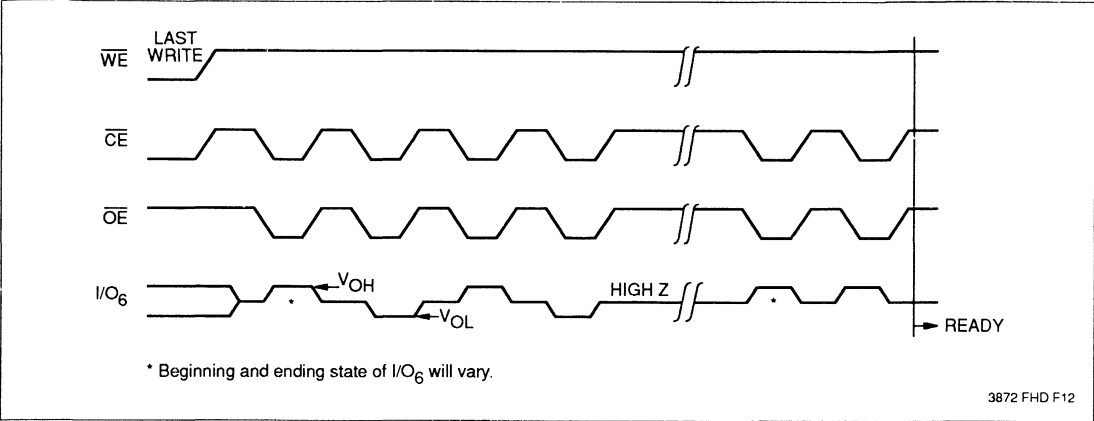 LAST
WRITE
WE
CE
OE
I/O6
VOH
VOL
HIGH Z
*
*
READY
* Beginning and ending state of I/O6 will vary.
3872 FHD F12